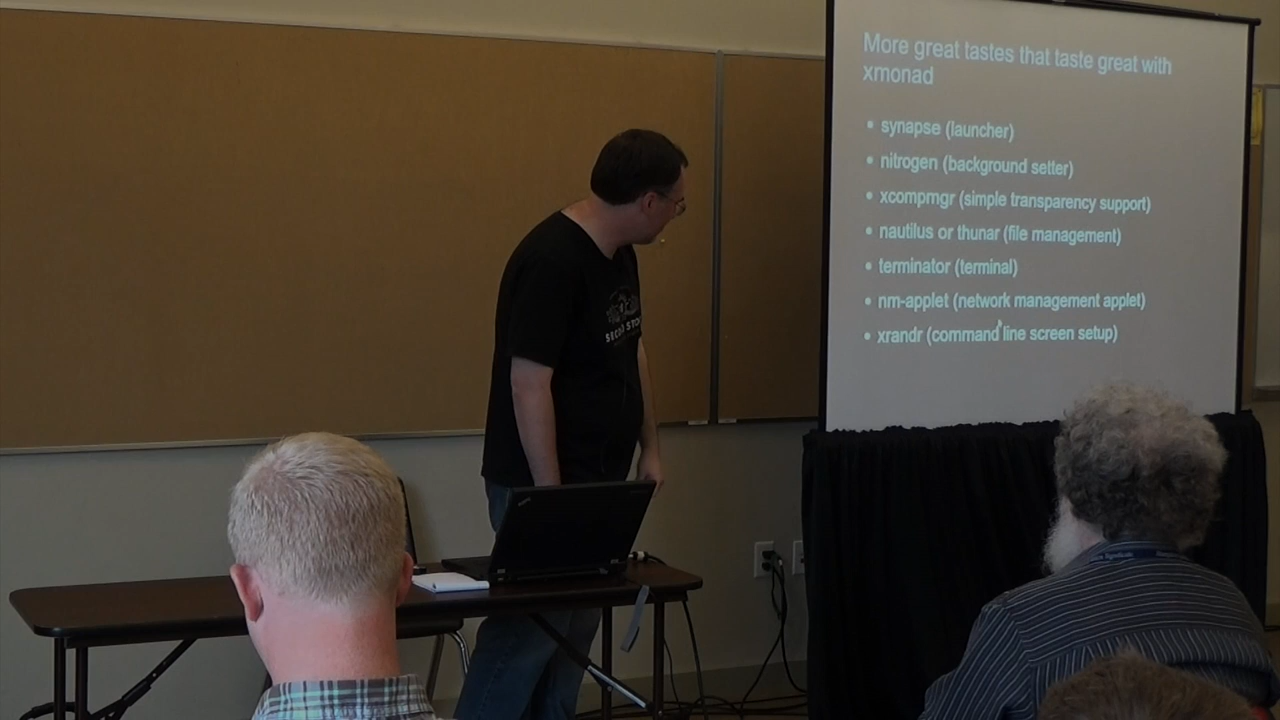 More great tastes that taste great with
xmonad
• synapse (launcher)
• nitrogen (background setter)
• xcompmgr (simple transparency support)
• nautilus or thunar (file management)
• terminator (terminal)
• nm-applet (network management applet)
• xrandr (command line screen setup)